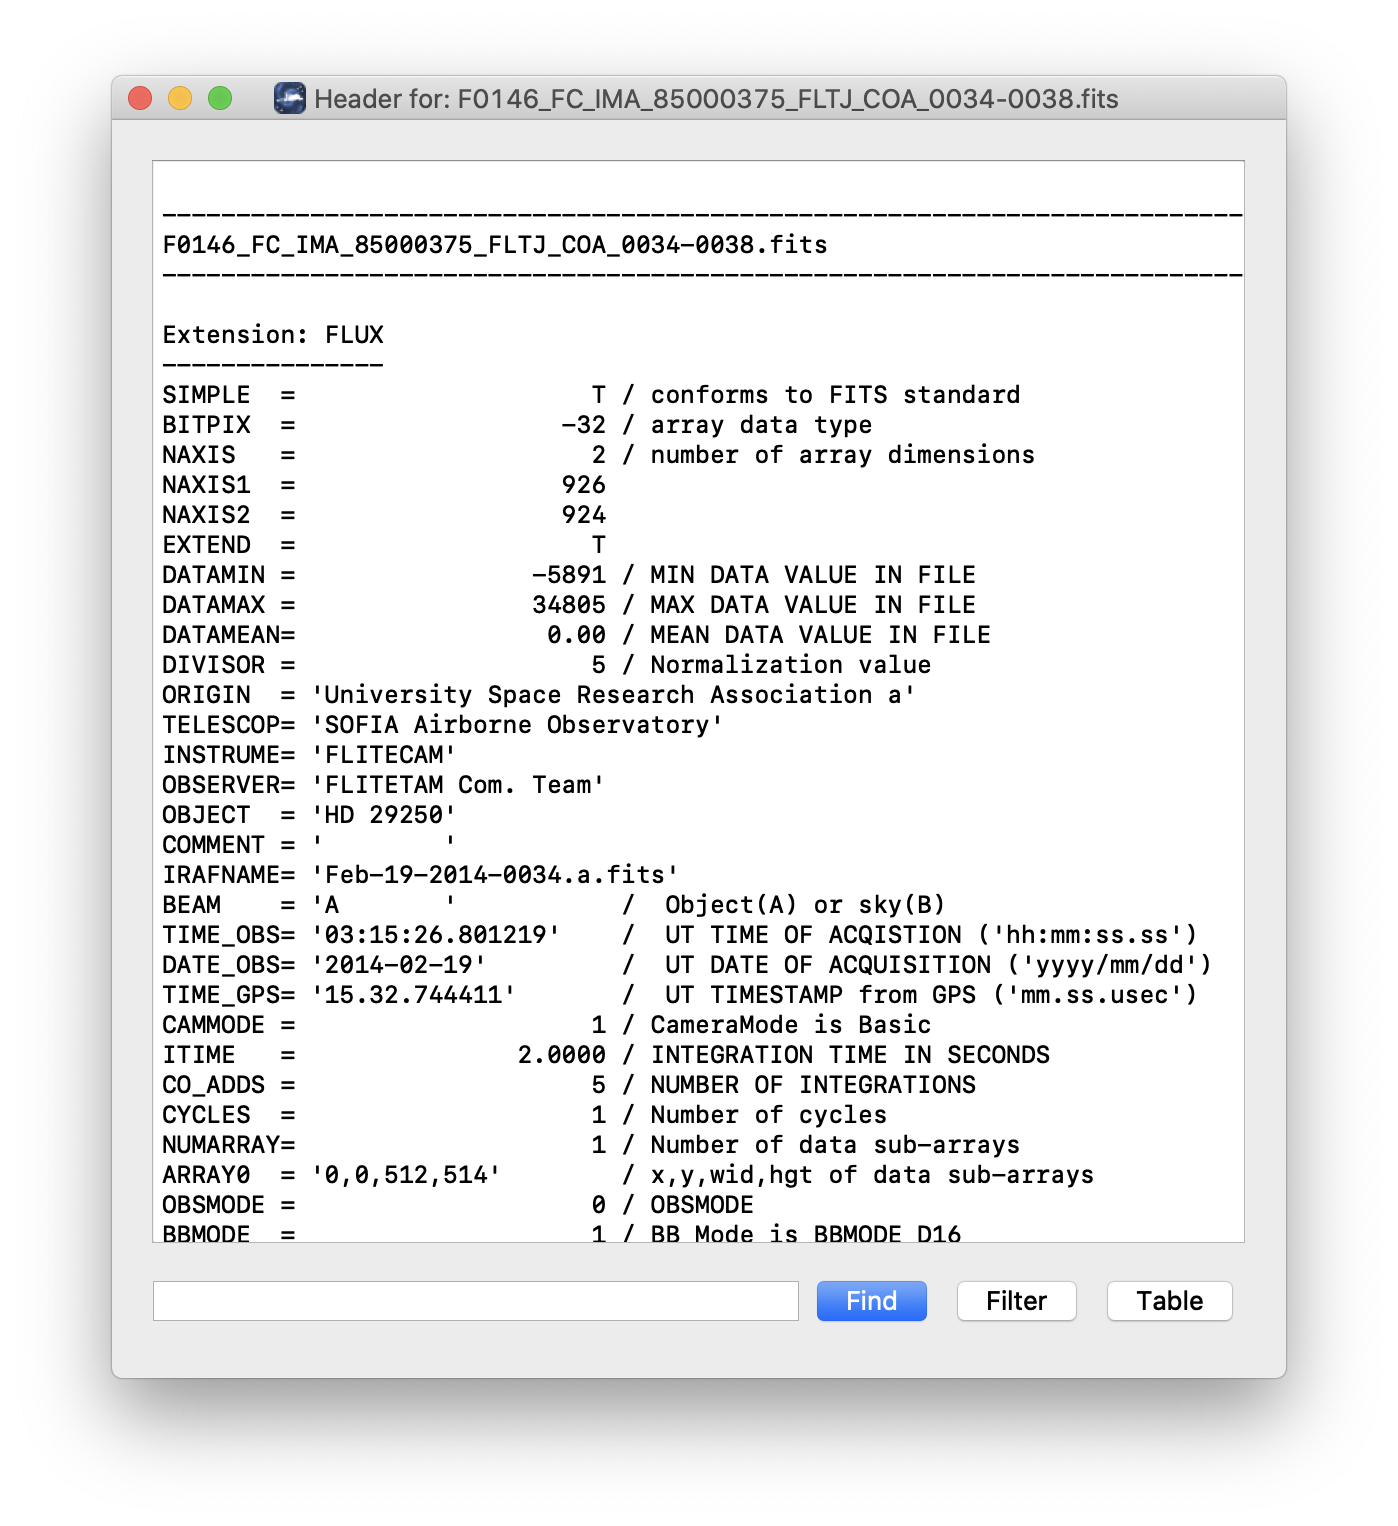 Header for: F0146_FC_IMA_85000375_FLTJ_COA_0034-0038.fits
--------------------------------------------------------------------------
F0146_FC_IMA_85000375_FLTJ_COA_0034-0038.fits
--------------------------------------------------------------------------
Extension: FLUX
---------------
SIMPLE  =                    T / conforms to FITS standard
BITPIX  =                  -32 / array data type
NAXIS   =                    2 / number of array dimensions
NAXIS1  =                  926
NAXIS2  =                  924
EXTEND  =                    T
DATAMIN =                -5891 / MIN DATA VALUE IN FILE
DATAMAX =                34805 / MAX DATA VALUE IN FILE
DATAMEAN=                 0.00 / MEAN DATA VALUE IN FILE
DIVISOR =                    5 / Normalization value
ORIGIN  = 'University Space Research Association a'
TELESCOP= 'SOFIA Airborne Observatory'
INSTRUME= 'FLITECAM'
OBSERVER= 'FLITETAM Com. Team'
OBJECT  = 'HD 29250'
COMMENT = '        '
IRAFNAME= 'Feb-19-2014-0034.a.fits'
BEAM    = 'A       '           /  Object(A) or sky(B)
TIME_OBS= '03:15:26.801219'    /  UT TIME OF ACQISTION ('hh:mm:ss.ss')
DATE_OBS= '2014-02-19'         /  UT DATE OF ACQUISITION ('yyyy/mm/dd')
TIME_GPS= '15.32.744411'       /  UT TIMESTAMP from GPS ('mm.ss.usec')
CAMMODE =                    1 / CameraMode is Basic
ITIME   =               2.0000 / INTEGRATION TIME IN SECONDS
CO_ADDS =                    5 / NUMBER OF INTEGRATIONS
CYCLES  =                    1 / Number of cycles
NUMARRAY=                    1 / Number of data sub-arrays
ARRAY0  = '0,0,512,514'        / x,y,wid,hgt of data sub-arrays
OBSMODE =                    0 / OBSMODE
BBMODE  =                    1 / BB Mode is BBMODE D16
Find
Filter
Table